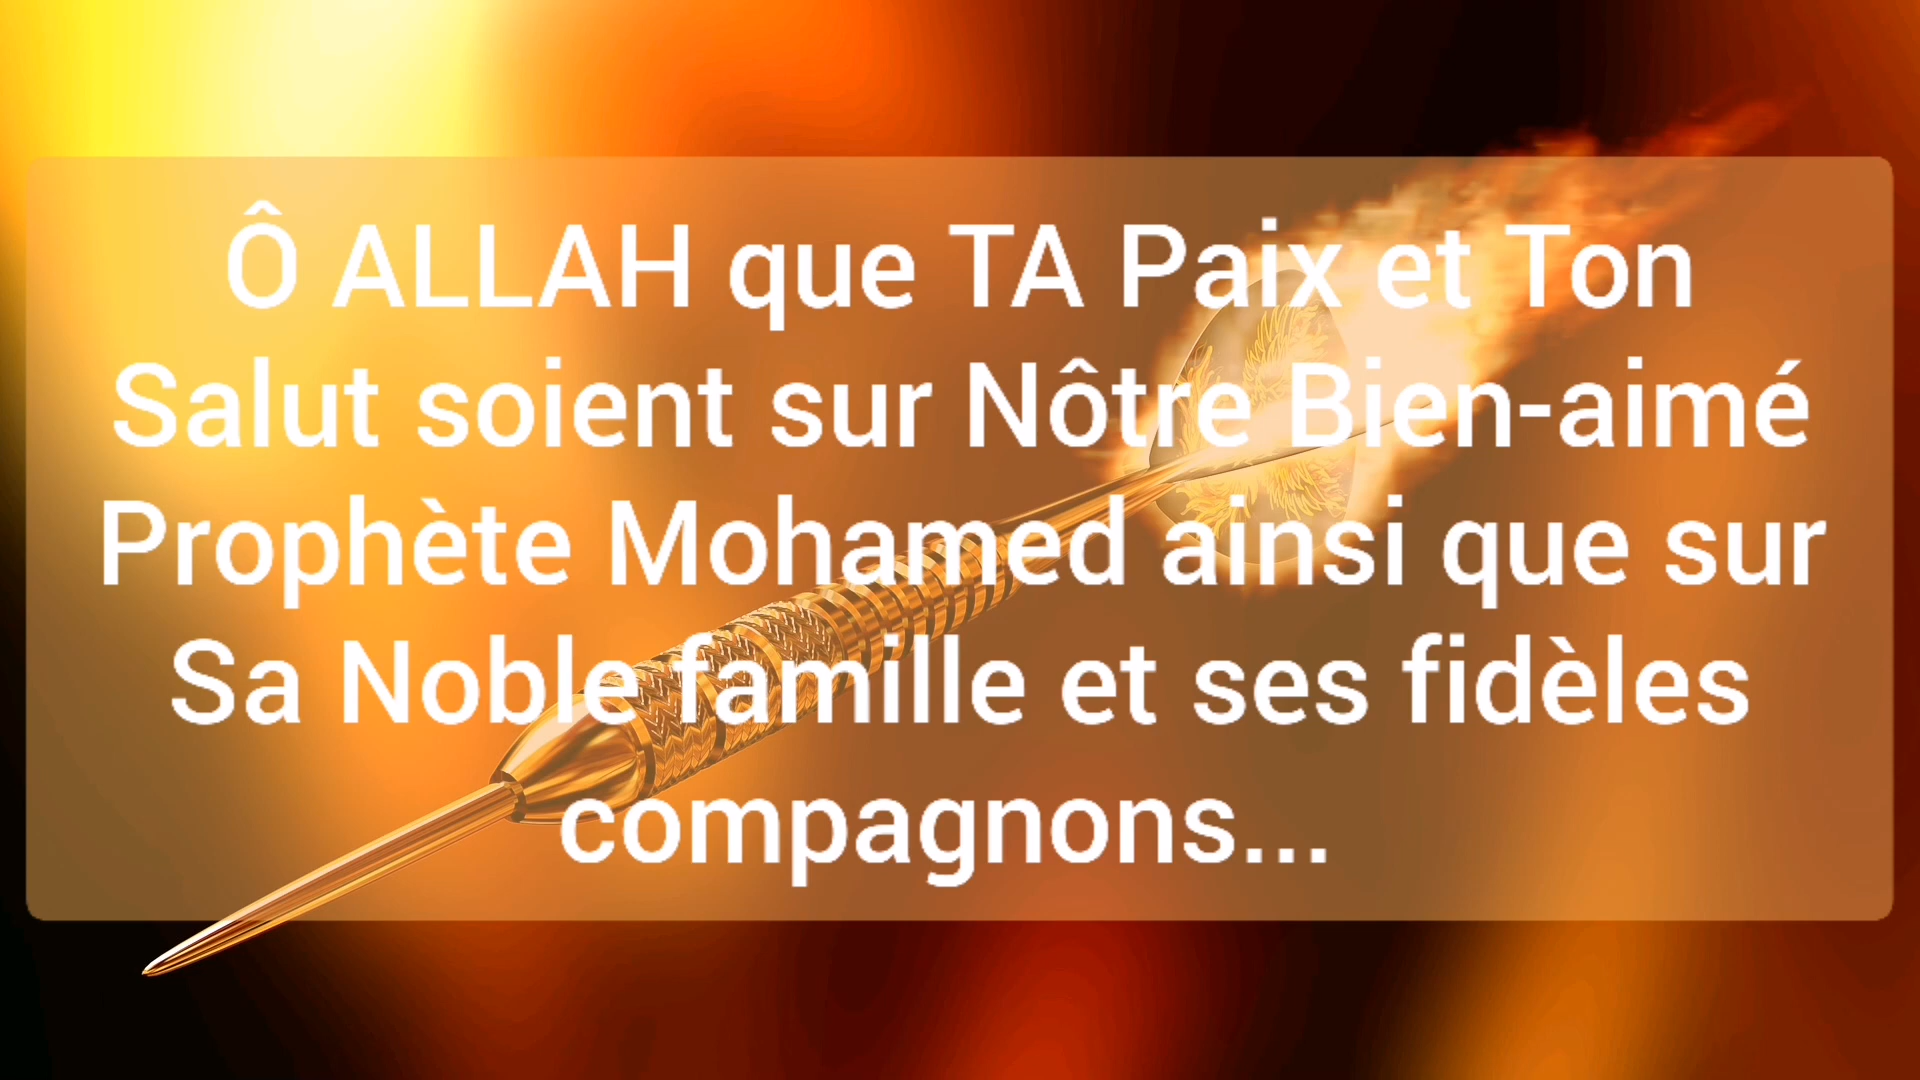 Ô ALLAH que TA Paix et Ton
Salut soient sur Nôtre Bien-aimé
Prophète Mohamed ainsi que sur
Sa Noble famille et ses fidèles
compagnons...